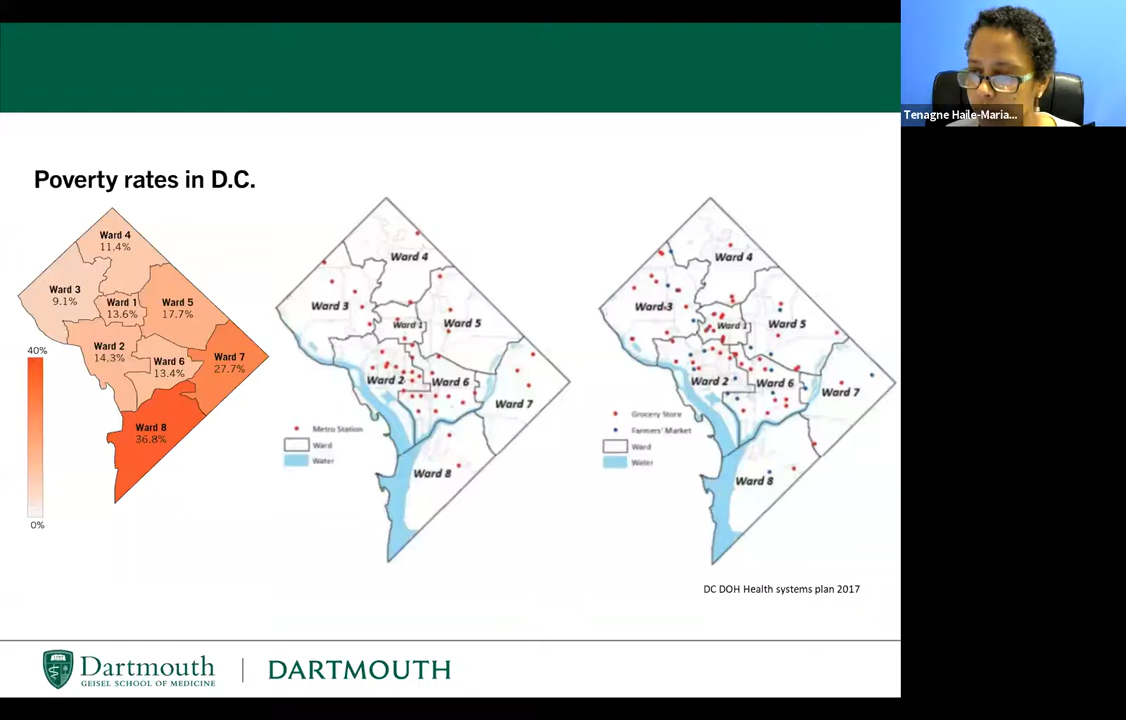 Tenagne Haile-Maria...
Poverty rates in D.C.
Ward 4
11.4%
Ward 3
9.1%
Ward 1
13.6%
Ward 5
17.7%
Ward 2
14.3%
Ward 6
13.4%
Ward 7
27.7%
Ward 8
36.8%
40%
0%
Ward 4
Ward 3
Ward 1
Ward 5
Ward 2
Ward 6
Ward 7
Ward 8
Metro Station
Ward
Water
Ward 4
Ward 3
Ward 1
Ward 5
Ward 2
Ward 6
Ward 7
Ward 8
Grocery Store
Farmers' Market
Ward
Water
DC DOH Health systems plan 2017
Dartmouth
GEISEL SCHOOL OF MEDICINE
DARTMOUTH